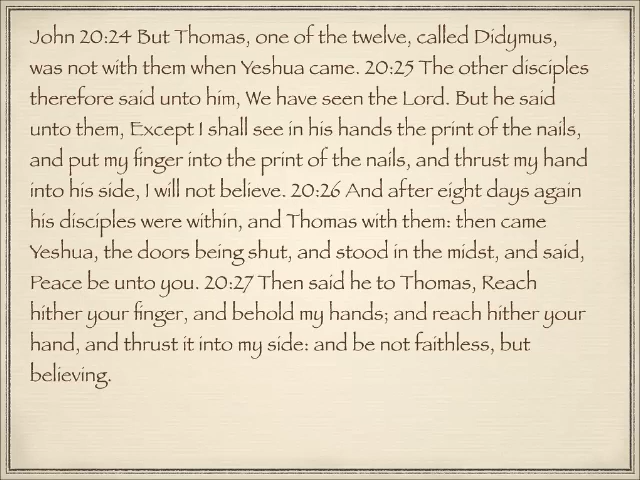 John 20:24 But Thomas, one of the twelve, called Didymus,
was not with them when Yeshua came. 20:25 The other disciples
therefore said unto him, We have seen the Lord. But he said
unto them, Except I shall see in his hands the print of the nails,
and put my finger into the print of the nails, and thrust my hand
into his side, I will not believe. 20:26 And after eight days again
his disciples were within, and Thomas with them: then came
Yeshua, the doors being shut, and stood in the midst, and said,
Peace be unto you. 20:27 Then said he to Thomas, Reach
hither your finger, and behold my hands; and reach hither your
hand, and thrust it into my side: and be not faithless, but
believing.